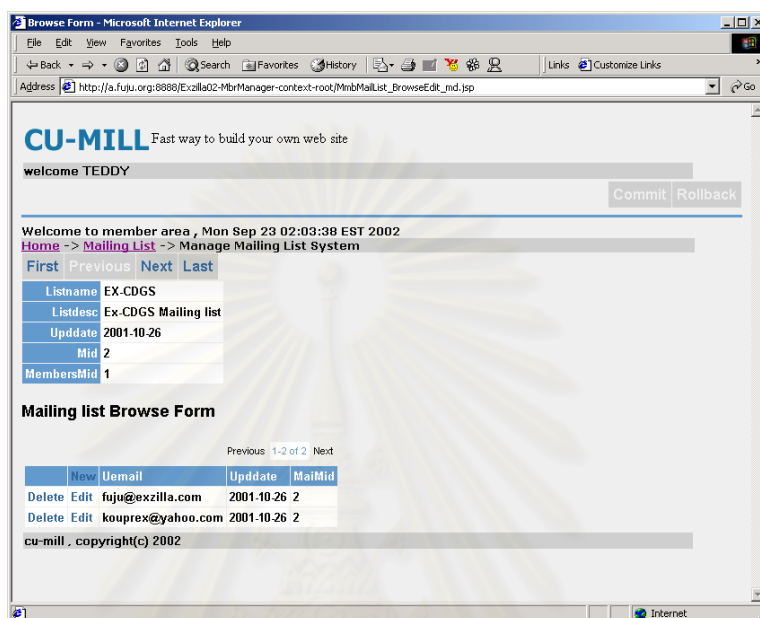 Browse Form - Microsoft Internet Explorer
File Edit View Favorites Tools Help
Back Search Favorites History Links Customize Links
Address http://a.fuju.org:8888/Exzilla02-MbrManager-context-root/MmbMailList_BrowseEdit_md.jsp Go
CU-MILL Fast way to build your own web site
welcome TEDDY
Commit Rollback
Welcome to member area , Mon Sep 23 02:03:38 EST 2002
Home -> Mailing List -> Manage Mailing List System
First Previous Next Last
Listname EX-CDGS
Listdesc Ex-CDGS Mailing list
Upddate 2001-10-26
Mid 2
MembersMid 1
Mailing list Browse Form
Previous 1-2 of 2 Next
New Uemail Upddate MaiMid
Delete Edit fuju@exzilla.com 2001-10-26 2
Delete Edit kouprex@yahoo.com 2001-10-26 2
cu-mill , copyright(c) 2002
Internet